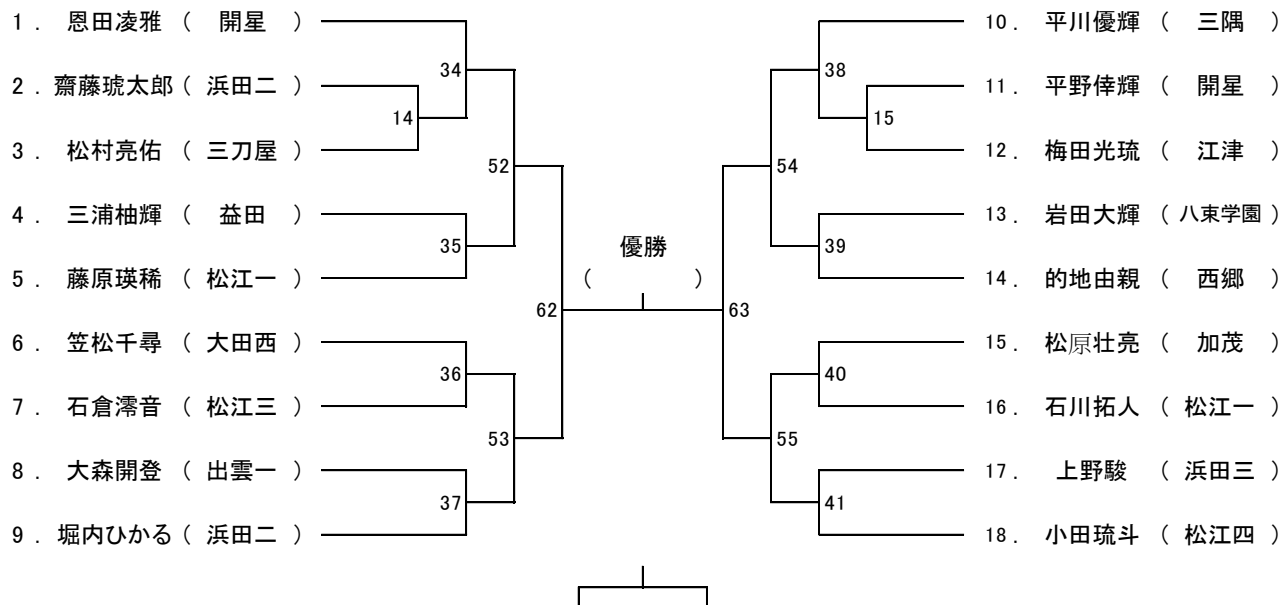 1 . 恩田凌雅 ( 開星 )
34
2 . 齋藤琥太郎 ( 浜田二 )
14
3 . 松村亮佑 ( 三刀屋 )
52
4 . 三浦柚輝 ( 益田 )
35
5 . 藤原瑛稀 ( 松江一 )
62
6 . 笠松千尋 ( 大田西 )
36
7 . 石倉澪音 ( 松江三 )
53
8 . 大森開登 ( 出雲一 )
37
9 . 堀内ひかる ( 浜田二 )
優勝
( )
10 . 平川優輝 ( 三隅 )
38
11 . 平野倖輝 ( 開星 )
15
12 . 梅田光琉 ( 江津 )
54
13 . 岩田大輝 ( 八束学園 )
39
14 . 的地由親 ( 西郷 )
63
15 . 松原壮亮 ( 加茂 )
40
16 . 石川拓人 ( 松江一 )
55
17 . 上野駿 ( 浜田三 )
41
18 . 小田琉斗 ( 松江四 )